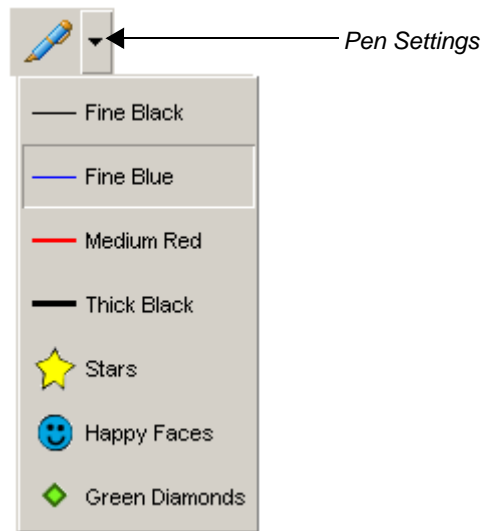 Pen Settings
Fine Black
Fine Blue
Medium Red
Thick Black
Stars
Happy Faces
Green Diamonds